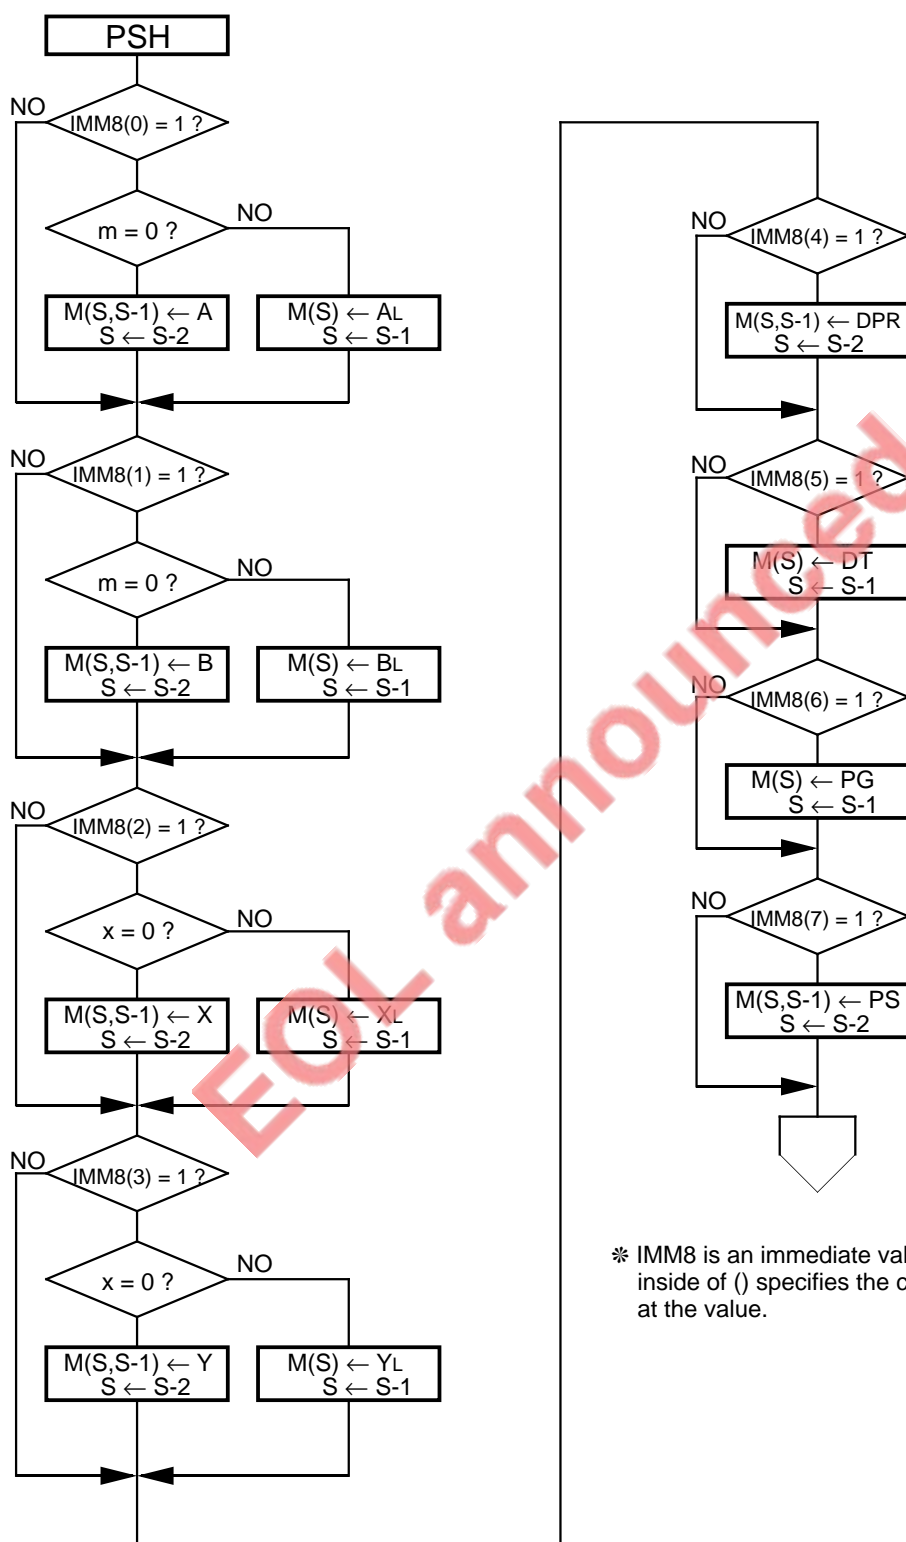 PSH
NO
IMM8(0) = 1 ?
m = 0 ?
NO
M(S,S-1) ← A
S ← S-2
M(S) ← AL
S ← S-1
NO
IMM8(1) = 1 ?
m = 0 ?
NO
M(S,S-1) ← B
S ← S-2
M(S) ← BL
S ← S-1
NO
IMM8(2) = 1 ?
x = 0 ?
NO
M(S,S-1) ← X
S ← S-2
M(S) ← XL
S ← S-1
NO
IMM8(3) = 1 ?
x = 0 ?
NO
M(S,S-1) ← Y
S ← S-2
M(S) ← YL
S ← S-1
NO
IMM8(4) = 1 ?
M(S,S-1) ← DPR
S ← S-2
NO
IMM8(5) = 1 ?
M(S) ← DT
S ← S-1
NO
IMM8(6) = 1 ?
M(S) ← PG
S ← S-1
NO
IMM8(7) = 1 ?
M(S,S-1) ← PS
S ← S-2
❊ IMM8 is an immediate
inside of () specifies the
at the value.
EOL announced